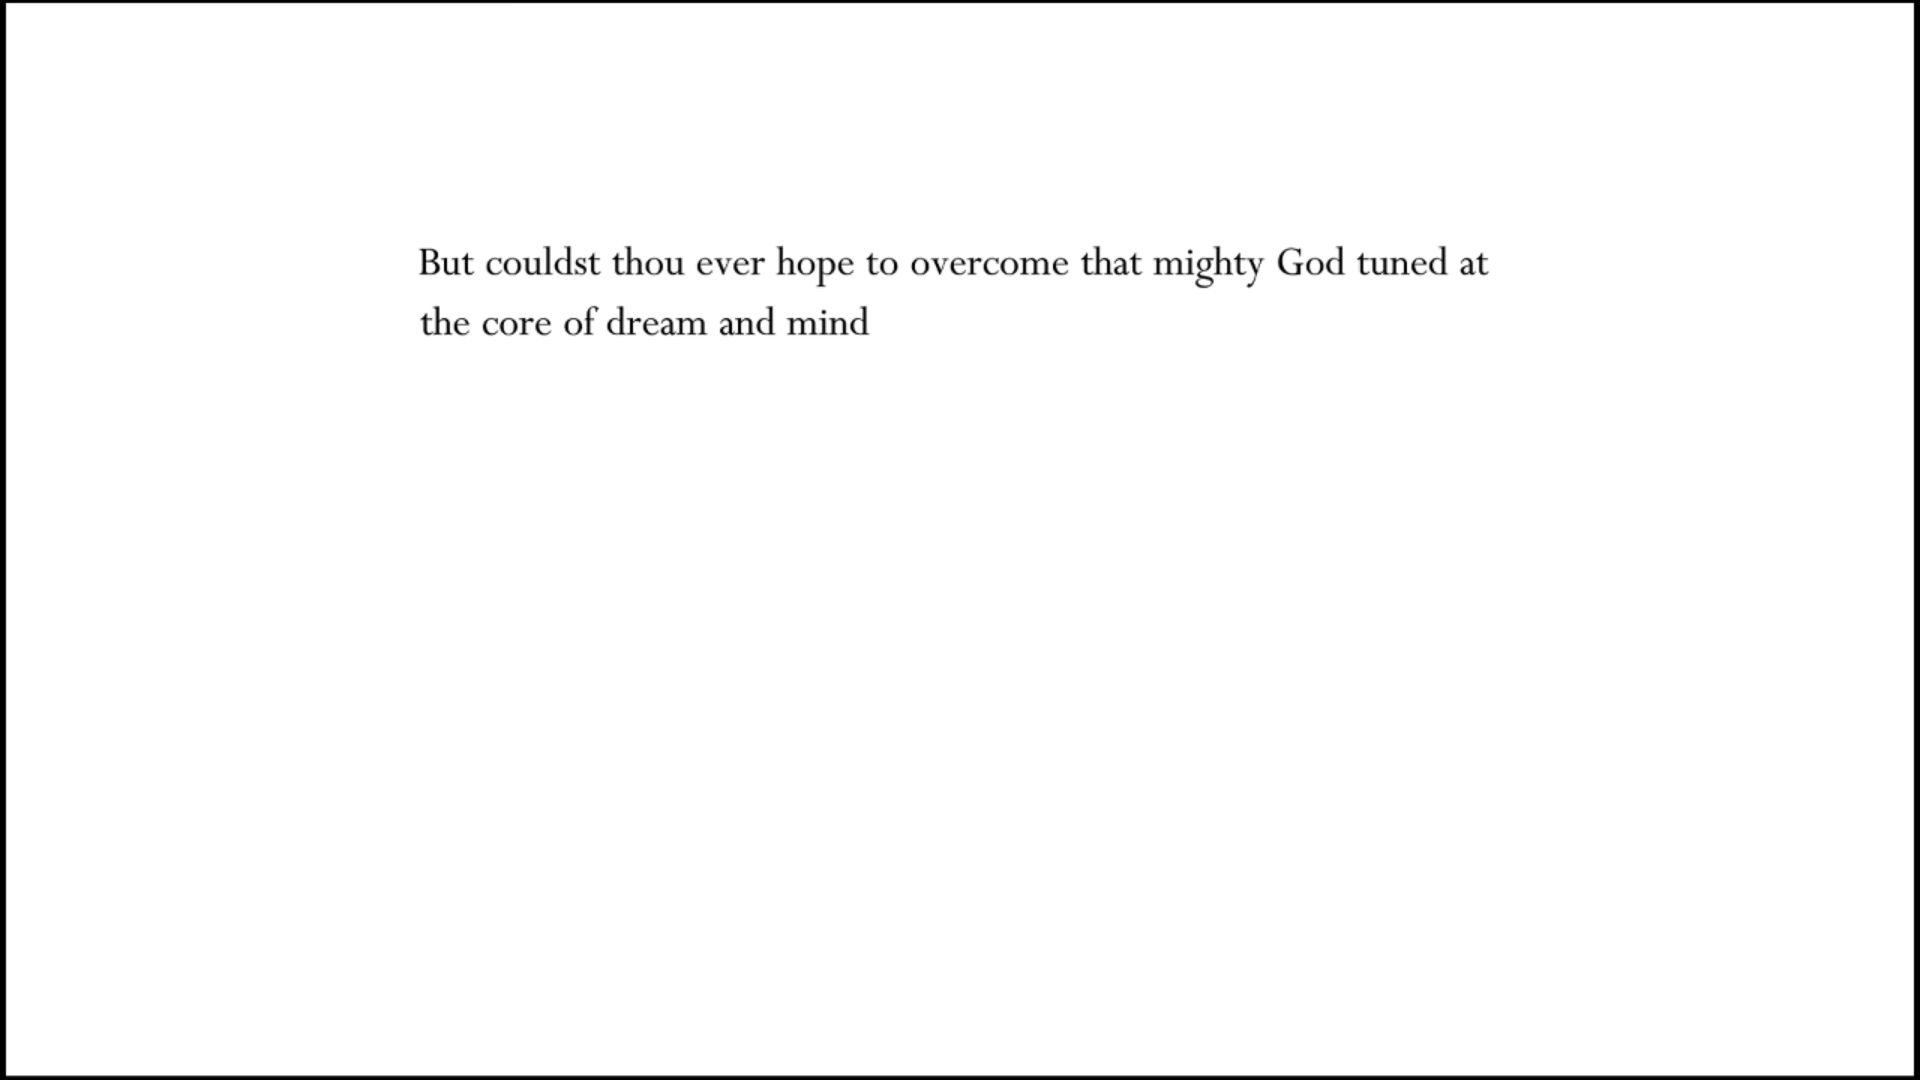 But couldst thou ever hope to overcome that mighty God tuned at
the core of dream and mind